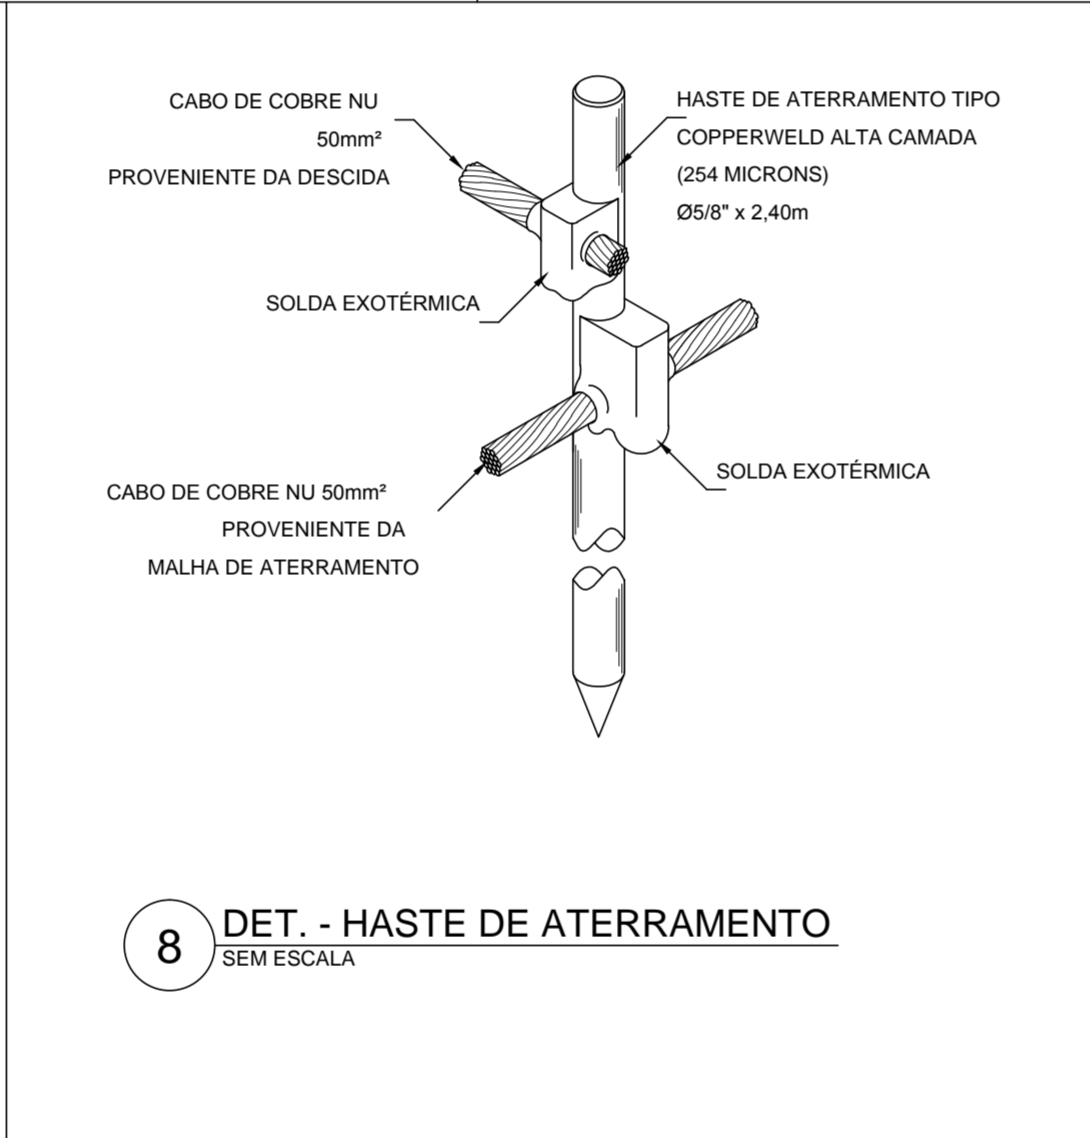 CABO DE COBRE NU
50mm²
PROVENIENTE DA DESCIDA
HASTE DE ATERRAMENTO TIPO
COPPERWELD ALTA CAMADA
(254 MICRONS)
Ø5/8" x 2,40m
SOLDA EXOTÉRMICA
SOLDA EXOTÉRMICA
CABO DE COBRE NU 50mm²
PROVENIENTE DA
MALHA DE ATERRAMENTO
8
DET. - HASTE DE ATERRAMENTO
SEM ESCALA